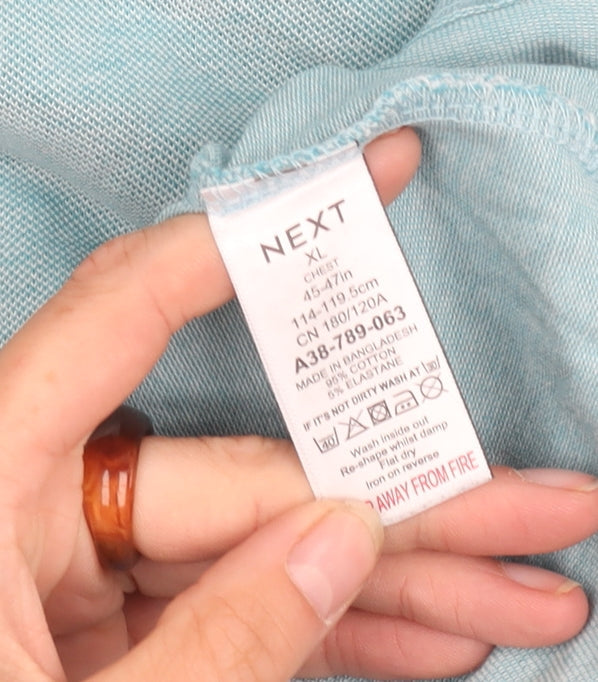 NEXT
XL
CHEST
45-47in
114-119.5cm
CN 180/120A
A38-789-063
MADE IN BANGLADESH
95% COTTON
5% ELASTANE
IF IT'S NOT DIRTY WASH AT 30
40
Wash inside out
Re-shape whilst damp
Flat dry
Iron on reverse
AWAY FROM FIRE